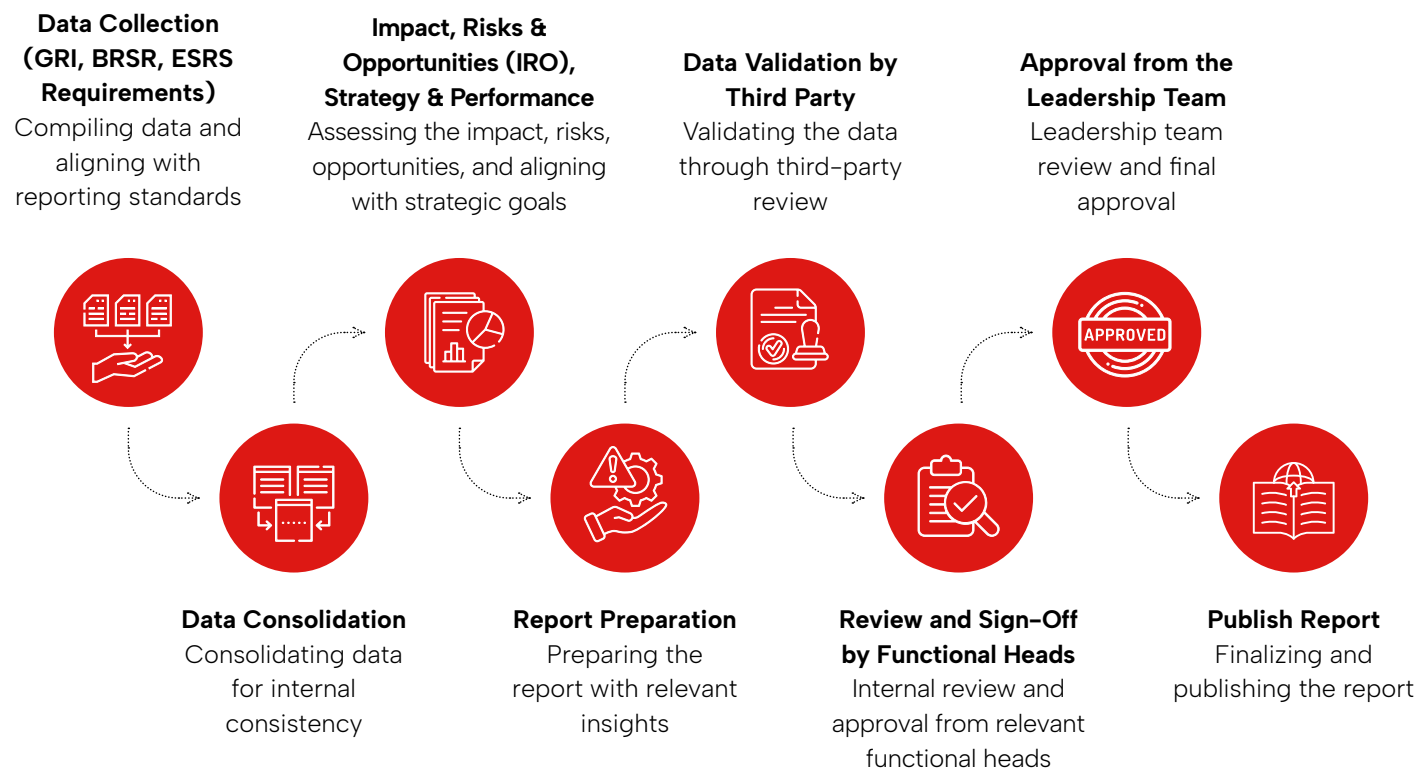 Data Collection
(GRI, BRSR, ESRS
Requirements)
Compiling data and
aligning with
reporting standards
Impact, Risks &
Opportunities (IRO),
Strategy & Performance
Assessing the impact, risks,
opportunities, and aligning
with strategic goals
Data Validation by
Third Party
Validating the data
through third-party
review
Approval from the
Leadership Team
Leadership team
review and final
approval
APPROVED
Data Consolidation
Consolidating data
for internal
consistency
Report Preparation
Preparing the
report with relevant
insights
Review and Sign-Off
by Functional Heads
Internal review and
approval from relevant
functional heads
Publish Report
Finalizing and
publishing the report